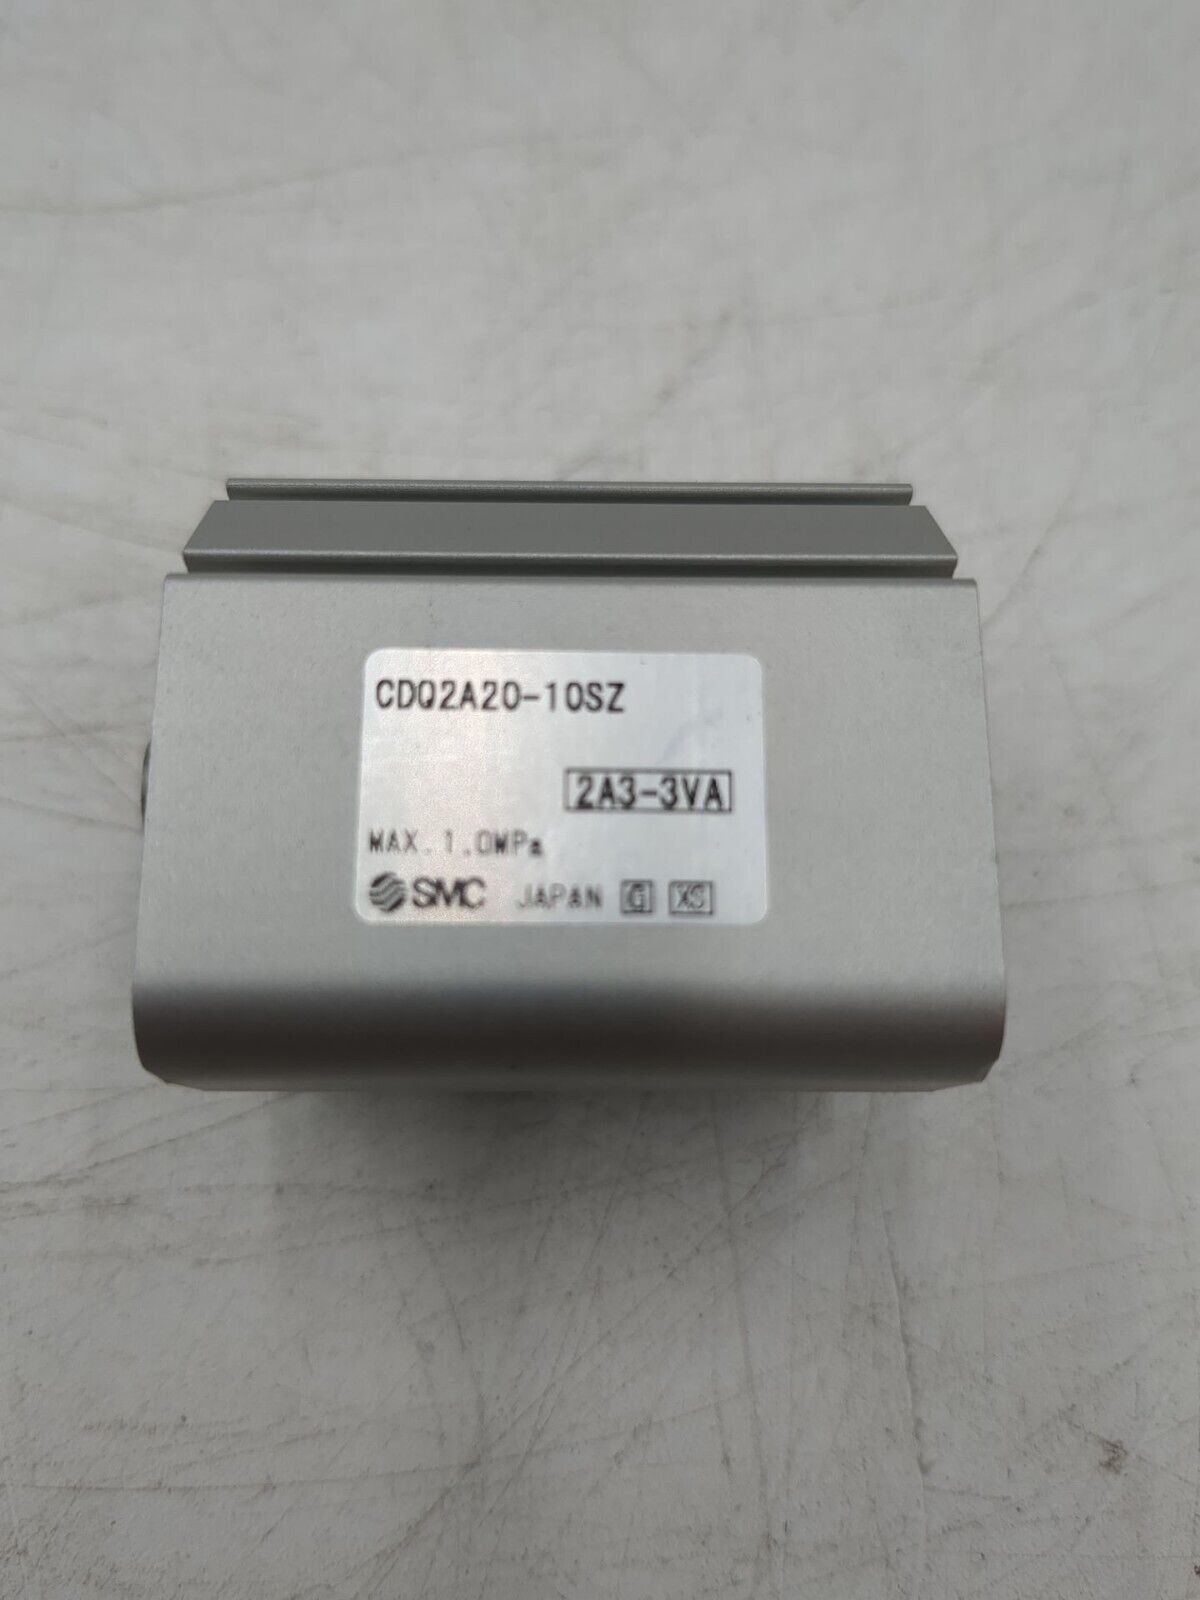 CDQ2A20-10SZ
2A3-3VA
MAX. 1.0MPa
SMC JAPAN G XS